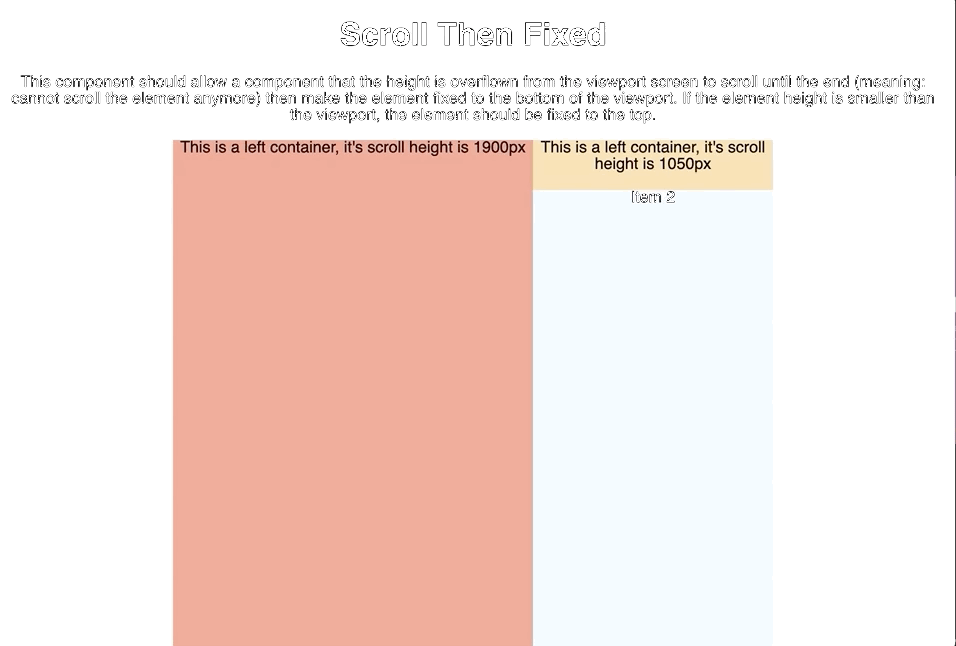 Scroll Then Fixed
This component should allow a component that the height is overflown from the viewport screen to scroll until the end (meaning:
cannot scroll the element anymore) then make the element fixed to the bottom of the viewport. If the element height is smaller than
the viewport, the element should be fixed to the top.
This is a left container, it's scroll height is 1900px
This is a left container, it's scroll
height is 1050px
Item 2